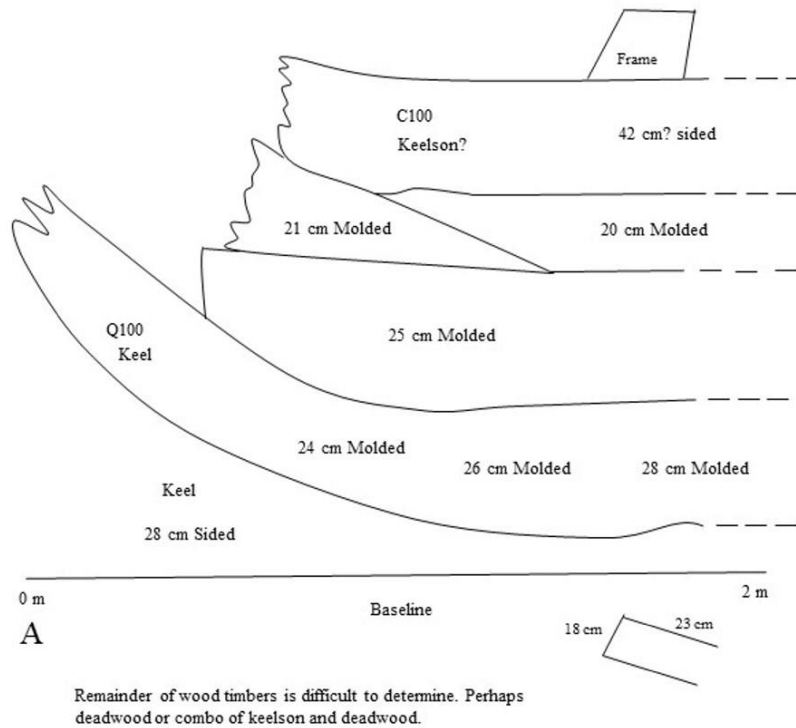 Frame
C100
Keelson?
42 cm? sided
21 cm Molded
20 cm Molded
25 cm Molded
Q100
Keel
24 cm Molded
26 cm Molded
28 cm Molded
Keel
28 cm Sided
0 m
2 m
Baseline
A
18 cm
23 cm
Remainder of wood timbers is difficult to determine. Perhaps
deadwood or combo of keelson and deadwood.